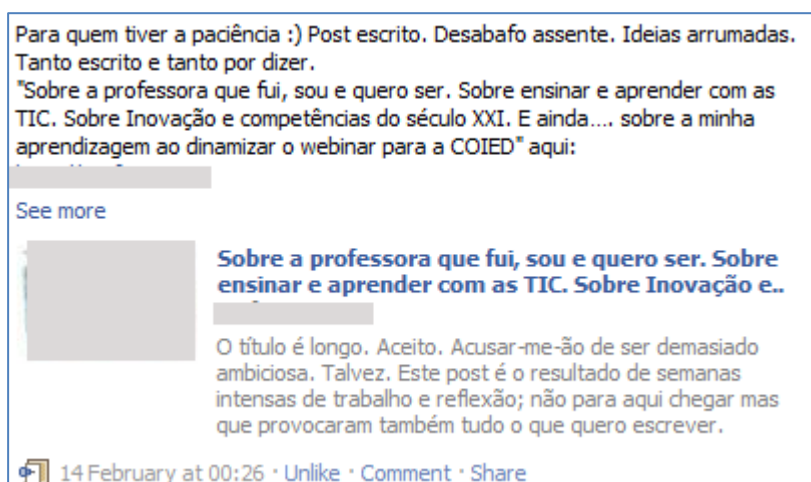 Para quem tiver a paciência :) Post escrito. Desabafo assente. Ideias arrumadas.
Tanto escrito e tanto por dizer.
"Sobre a professora que fui, sou e quero ser. Sobre ensinar e aprender com as
TIC. Sobre Inovação e competências do século XXI. E ainda.... sobre a minha
aprendizagem ao dinamizar o webinar para a COIED" aqui:
See more
Sobre a professora que fui, sou e quero ser. Sobre
ensinar e aprender com as TIC. Sobre Inovação e..
O título é longo. Aceito. Acusar-me-ão de ser demasiado
ambiciosa. Talvez. Este post é o resultado de semanas
intensas de trabalho e reflexão; não para aqui chegar mas
que provocaram também tudo o que quero escrever.
14 February at 00:26 · Unlike · Comment · Share